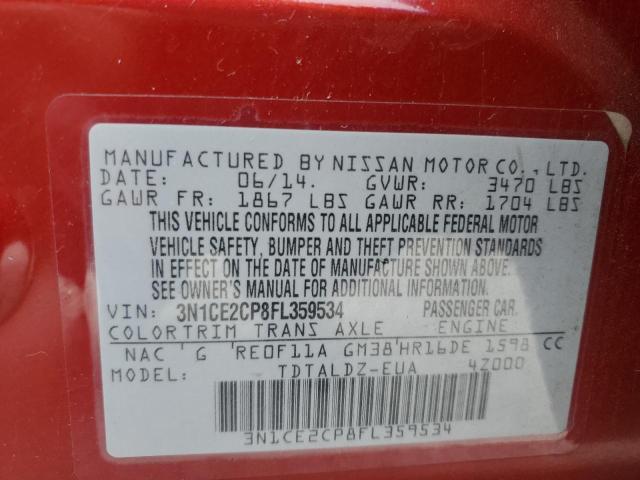 MANUFACTURED BY NISSAN MOTOR CO., LTD.
DATE: 06/14. GVWR: 3470 LBS
GAWR FR: 1867 LBS GAWR RR: 1704 LBS
THIS VEHICLE CONFORMS TO ALL APPLICABLE FEDERAL MOTOR
VEHICLE SAFETY, BUMPER AND THEFT PREVENTION STANDARDS
IN EFFECT ON THE DATE OF MANUFACTURE SHOWN ABOVE.
SEE OWNER'S MANUAL FOR ADDITIONAL INFORMATION.
VIN: 3N1CE2CP8FL359534 PASSENGER CAR.
COLORTRIM TRANS AXLE ENGINE
NAC ' G 'RE0F11A GM38'HR16DE 1598 CC
MODEL: TDTALDZ-EUA 4Z000
3N1CE2CP8FL359534